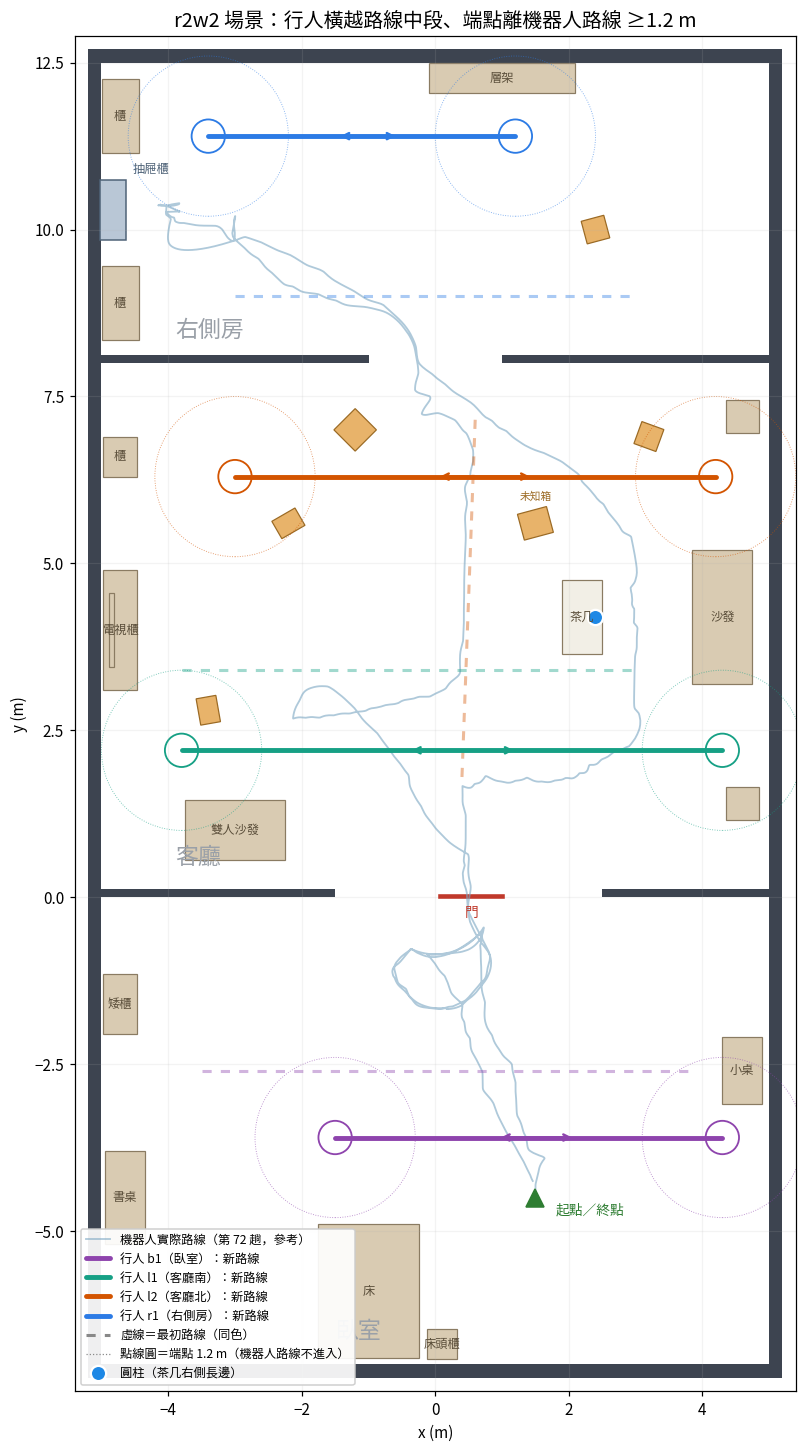 r2w2 場景：行人橫越路線中段、端點離機器人路線 ≥1.2 m
12.5
層架
櫃
抽屜櫃
10.0
櫃
右側房
7.5
櫃
未知箱
5.0
茶几
沙發
電視櫃
y (m)
2.5
雙人沙發
客廳
0.0
門
矮櫃
−2.5
小桌
書桌
起點／終點
−5.0
機器人實際路線（第 72 趟，參考）
行人 b1（臥室）：新路線
行人 l1（客廳南）：新路線
行人 l2（客廳北）：新路線
行人 r1（右側房）：新路線
虛線＝最初路線（同色）
點線圓＝端點 1.2 m（機器人路線不進入）
圓柱（茶几右側長邊）
床
室
床頭櫃
−4
−2
0
2
4
x (m)